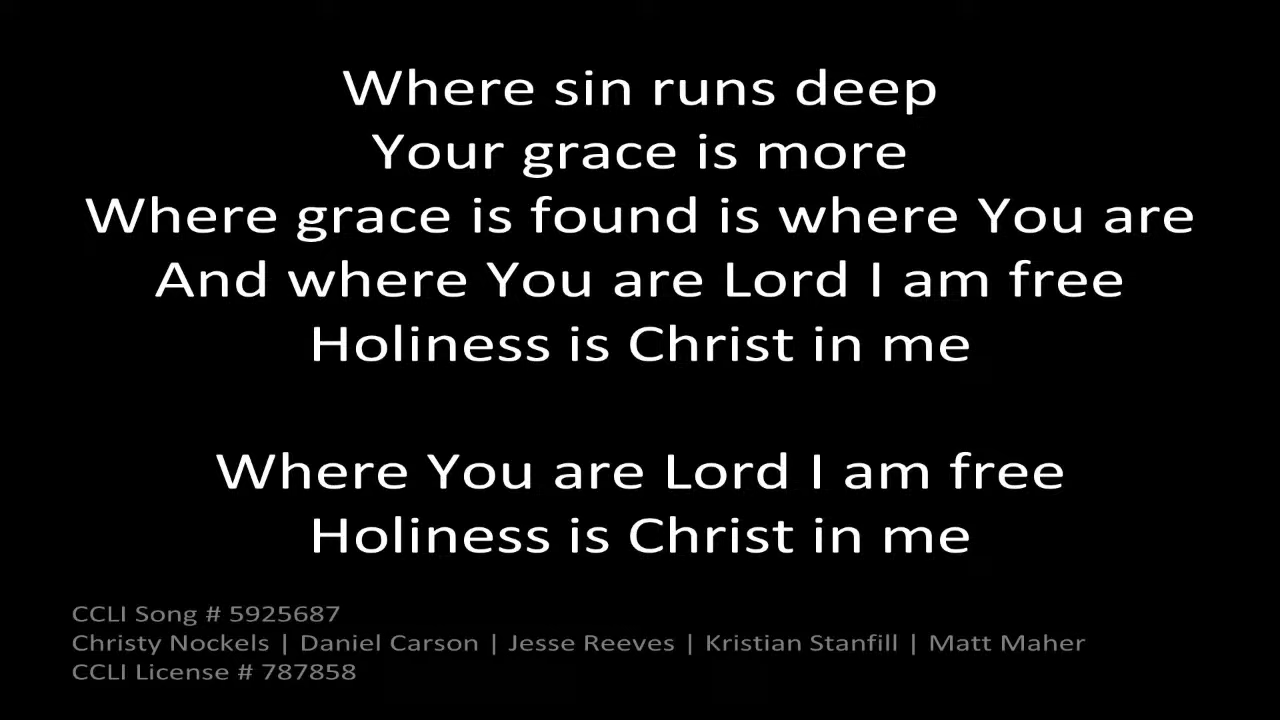 Where sin runs deep
Your grace is more
Where grace is found is where You are
And where You are Lord I am free
Holiness is Christ in me
Where You are Lord I am free
Holiness is Christ in me
CCLI Song # 5925687
Christy Nockels | Daniel Carson | Jesse Reeves | Kristian Stanfill | Matt Maher
CCLI License # 787858